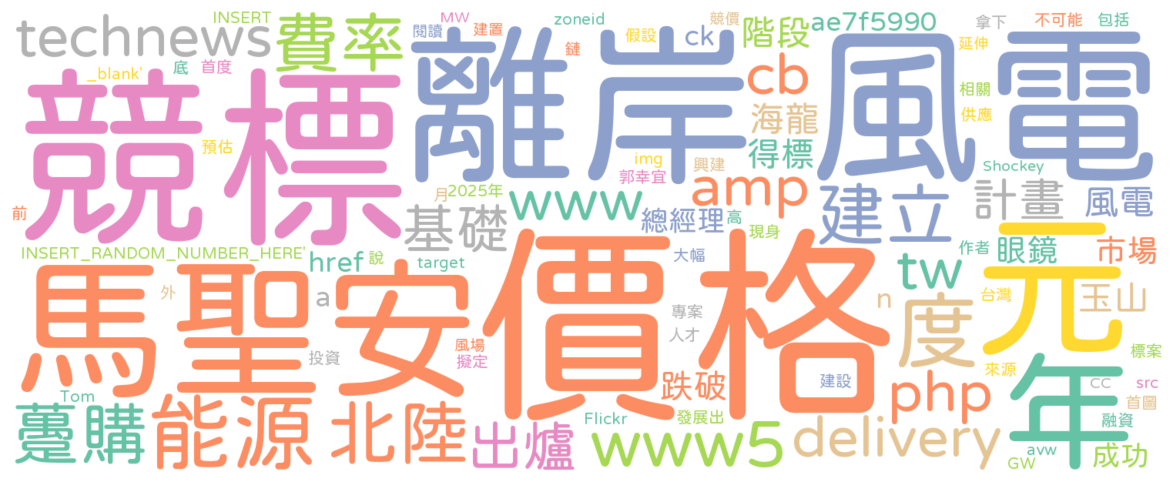 technews
INSERT
費率
閱讀
MW
建置
zoneid
假設
ck
競價
階段
ae7f5990
拿下
不可能
包括
_blank'
底
首度
離岸
鏈
cb
延伸
風電
競標
預估
海龍
相關
供應
img
郭幸宜
興建
得標
Shockey
前
月
2025年
www
amp
建立
計畫
風電
基礎
總經理
高
現身
INSERT_RANDOM_NUMBER_HERE'
href
說
target
大幅
tw
作者
眼鏡
市場
元
馬聖安
外
a
價格
專案
人才
n
度
台灣
玉山
投資
風場
擬定
跌破
建設
php
來源
年
標案
CC
src
首圖
Tom
躉購
能源
北陸
出爐
Flickr
發展出
www5
delivery
融資
avw
GW
成功